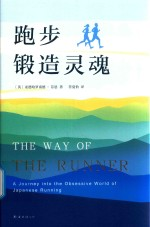 跑步
锻造灵魂
THE WAY OF
THE RUNNER
A Journey into the Obsessive World of
Japanese Running